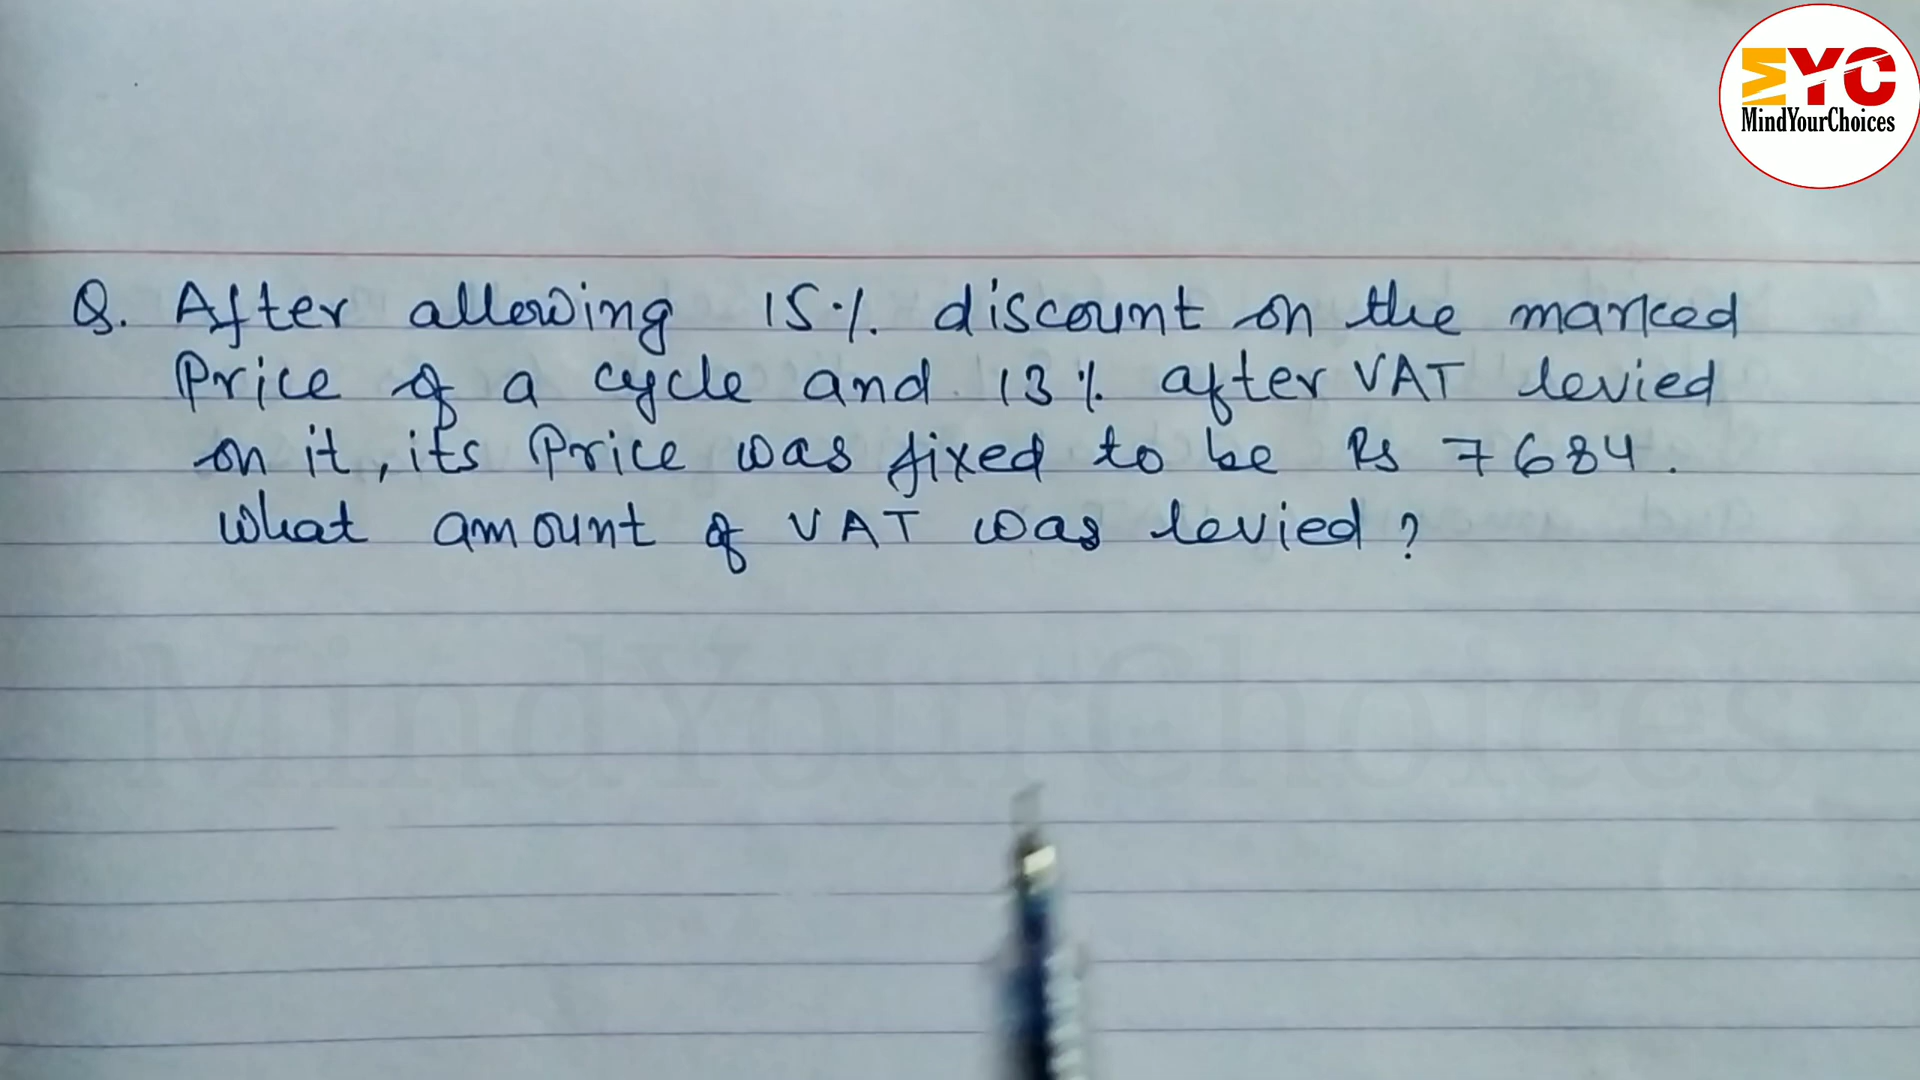 MYC
MindYourChoices
Q. After allowing 15% discount on the marked
Price of a cycle and 13% after VAT levied
on it, its Price was fixed to be Rs 7684.
What amount of VAT was levied?
MindYourChoices